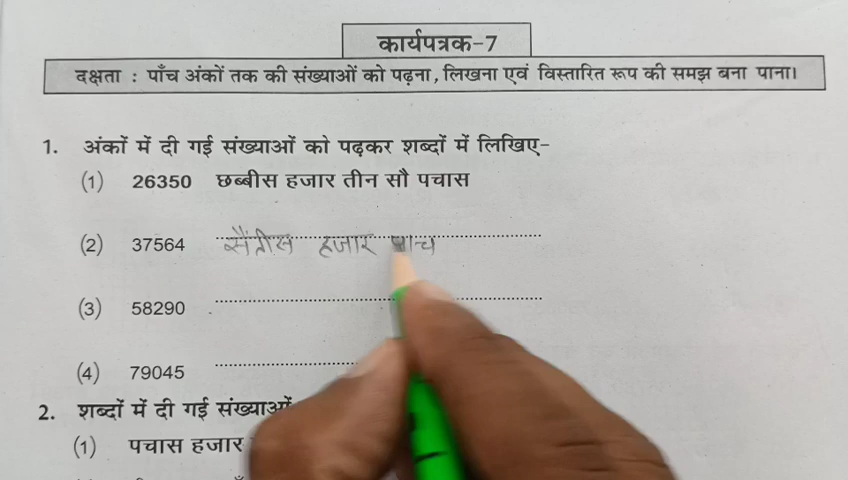 कार्यपत्रक-7
दक्षता : पाँच अंकों तक की संख्याओं को पढ़ना, लिखना एवं विस्तारित रूप की समझ बना पाना।
1. अंकों में दी गई संख्याओं को पढ़कर शब्दों में लिखिए-
(1) 26350 छब्बीस हजार तीन सौ पचास
(2) 37564 सैंतीस हजार पाच
(3) 58290
(4) 79045
2. शब्दों में दी गई संख्याओं
(1) पचास हजार